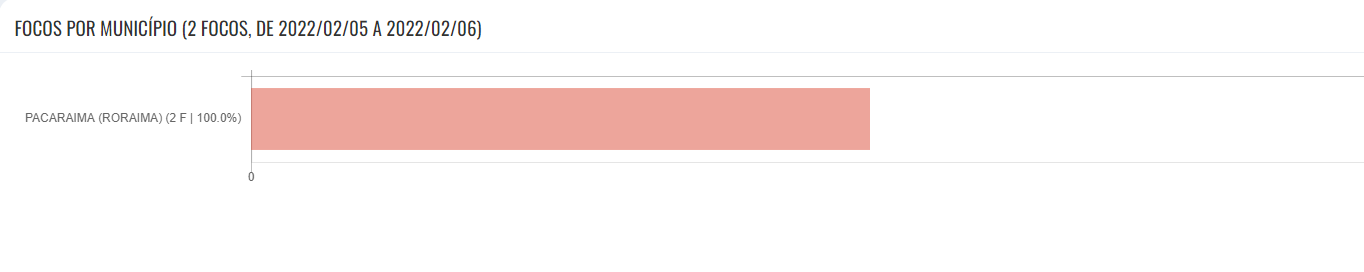 FOCOS POR MUNICÍPIO (2 FOCOS, DE 2022/02/05 A 2022/02/06)
PACARAIMA (RORAIMA) (2 F | 100.0%)
0